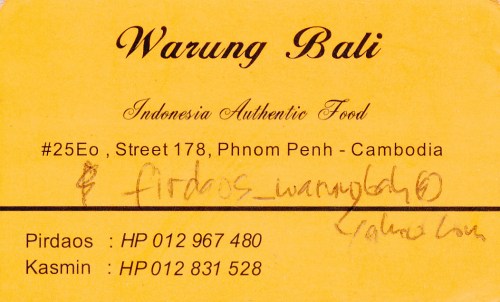 Warung Bali
Indonesia Authentic Food
#25Eo , Street 178, Phnom Penh - Cambodia
firdaos_warungbali@
yahoo.com
Pirdaos : HP 012 967 480
Kasmin : HP 012 831 528